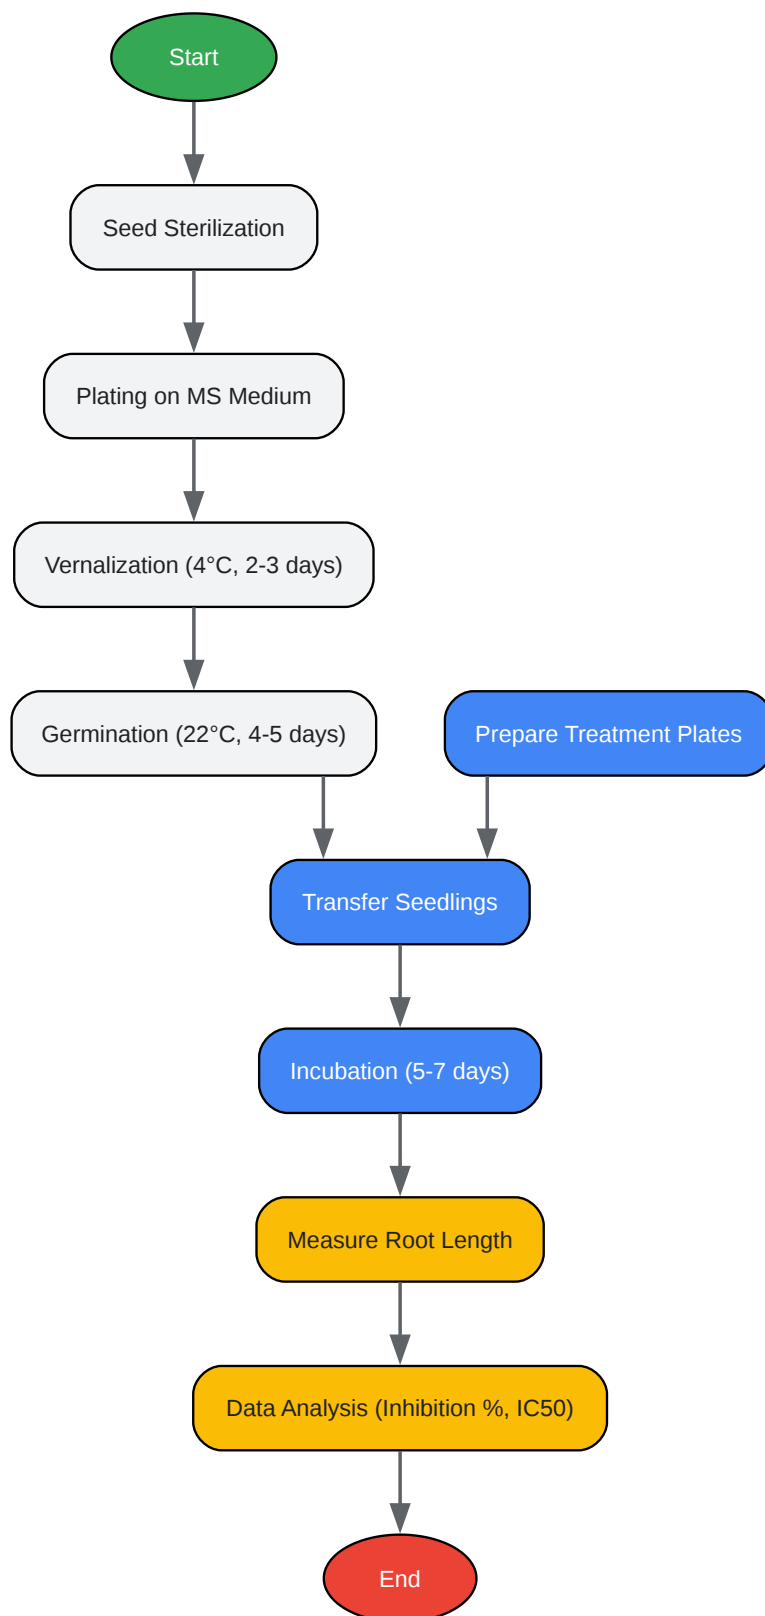 Start
Seed Sterilization
Plating on MS Medium
Vernalization (4°C, 2-3 days)
Germination (22°C, 4-5 days)
Prepare Treatment Plates
Transfer Seedlings
Incubation (5-7 days)
Measure Root Length
Data Analysis (Inhibition %, IC50)
End